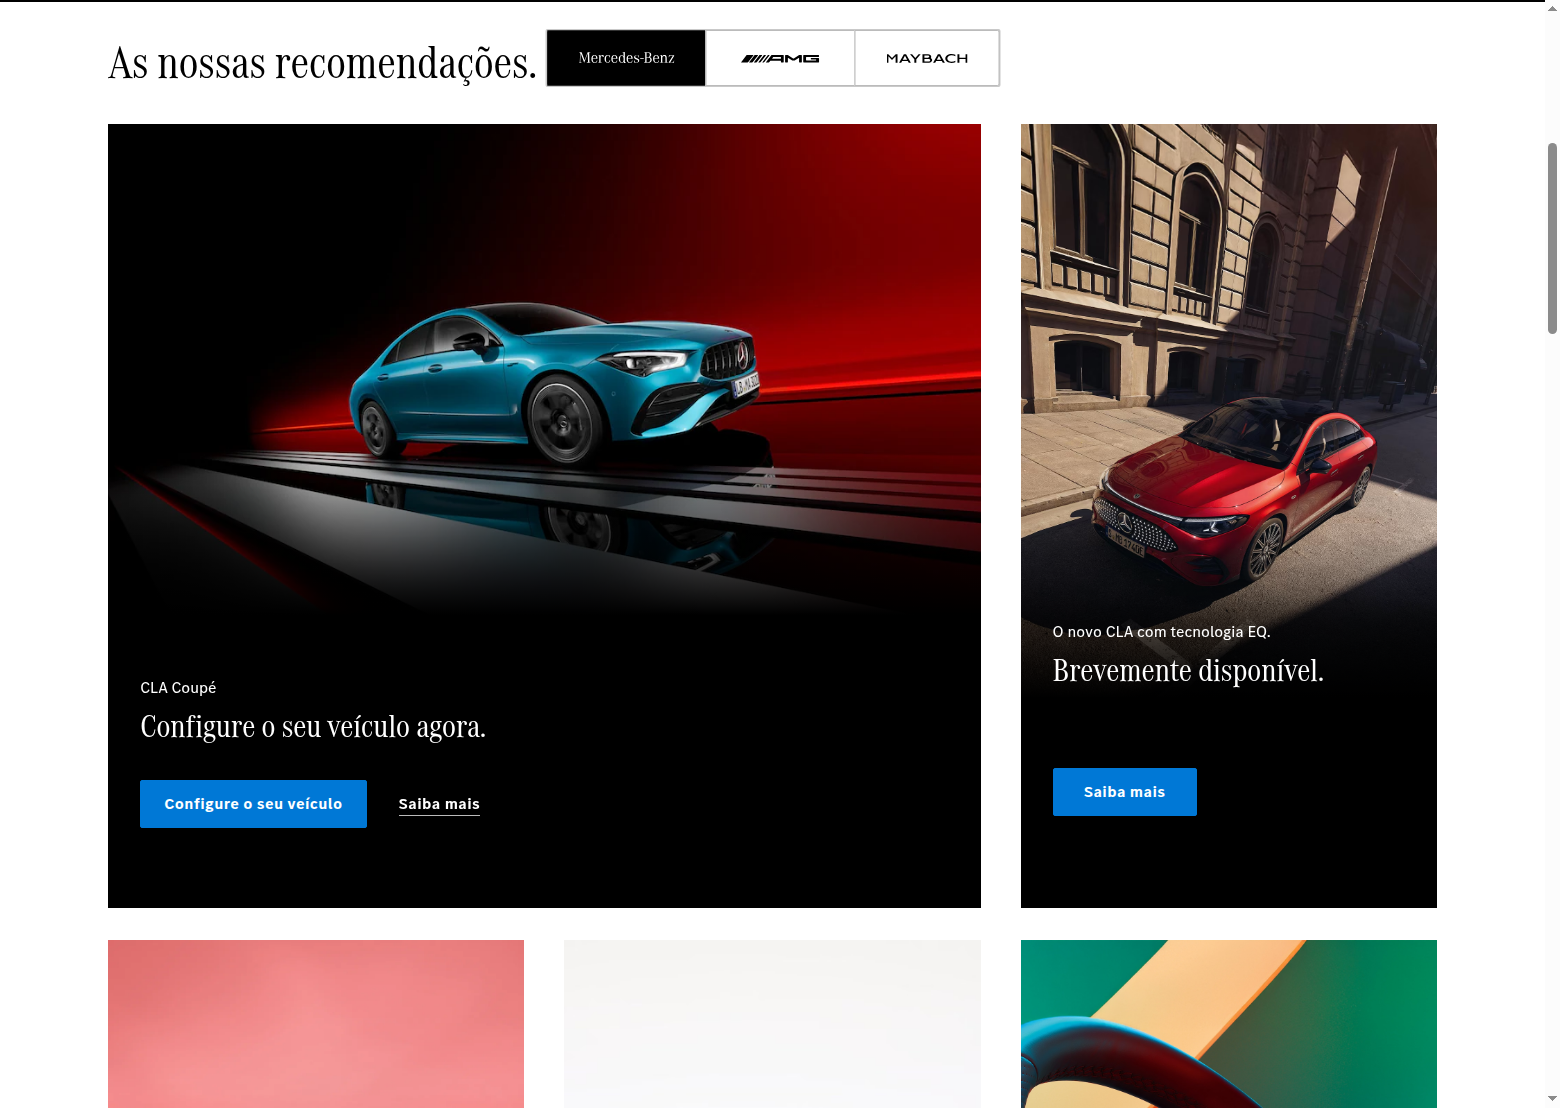 As nossas recomendações.
Mercedes-Benz
AMG
MAYBACH
CLA Coupé
Configure o seu veículo agora.
Configure o seu veículo
Saiba mais
O novo CLA com tecnologia EQ.
Brevemente disponível.
Saiba mais